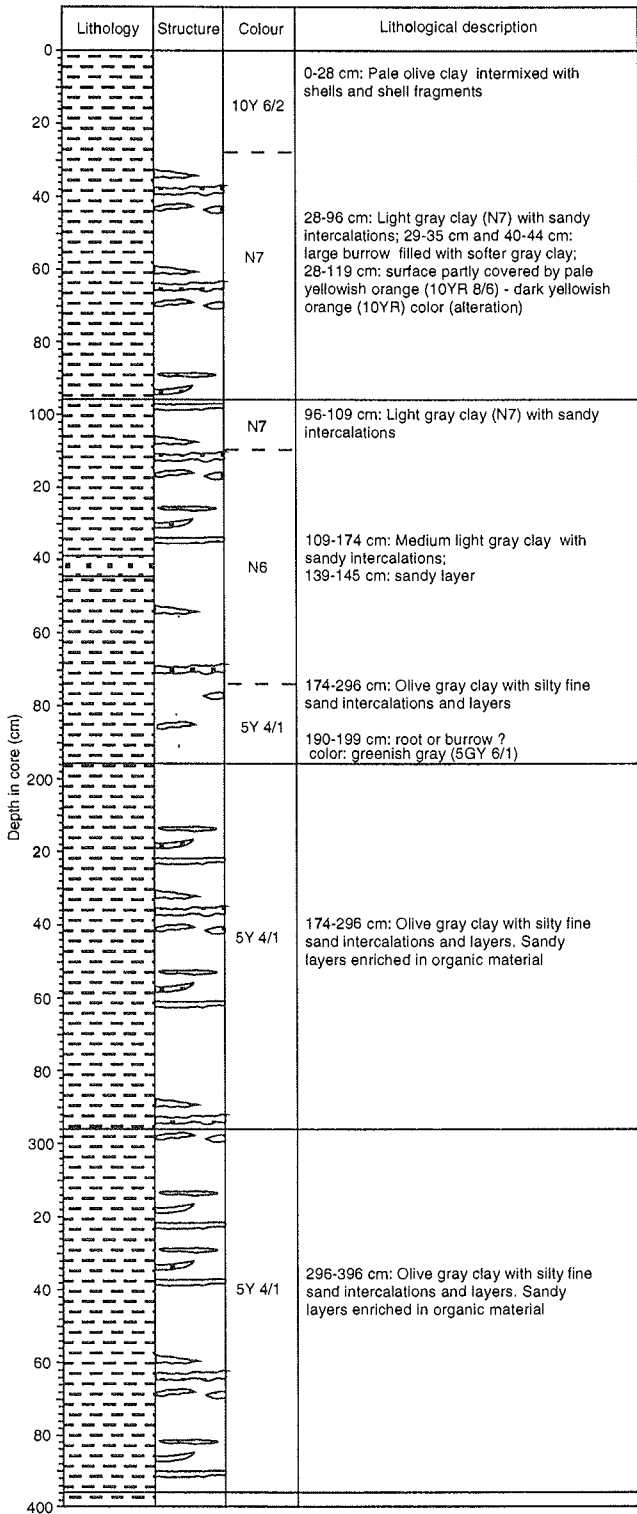 Lithology Structure Colour Lithological description
0
0-28 cm: Pale olive clay intermixed with
shells and shell fragments
10Y 6/2
20
40
28-96 cm: Light gray clay (N7) with sandy
intercalations; 29-35 cm and 40-44 cm:
large burrow filled with softer gray clay;
28-119 cm: surface partly covered by pale
yellowish orange (10YR 8/6) - dark yellowish
orange (10YR) color (alteration)
N7
60
80
100
96-109 cm: Light gray clay (N7) with sandy
intercalations
N7
20
109-174 cm: Medium light gray clay with
sandy intercalations;
139-145 cm: sandy layer
40
N6
60
174-296 cm: Olive gray clay with silty fine
sand intercalations and layers
80
5Y 4/1
190-199 cm: root or burrow ?
color: greenish gray (5GY 6/1)
Depth in core (cm)
200
20
174-296 cm: Olive gray clay with silty fine
sand intercalations and layers. Sandy
layers enriched in organic material
40
5Y 4/1
60
80
300
20
296-396 cm: Olive gray clay with silty fine
sand intercalations and layers. Sandy
layers enriched in organic material
40
5Y 4/1
60
80
400